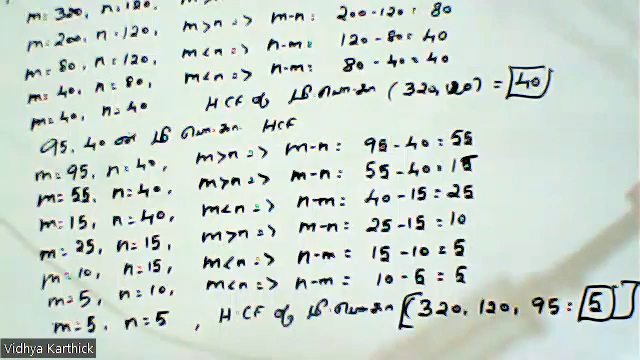 m = 320, n = 120, m > n => m - n : 320 - 120 :
m = 200, n = 120, m > n => m - n : 200 - 120 : 80
m = 80, n = 120, m < n => n - m : 120 - 80 : 40
m = 40, n = 80, m < n => n - m : 80 - 40 : 40
m = 40, n = 40 HCF (320, 120) = 40
95, 40 ன் மீ பெ.கா HCF
m = 95, n = 40, m > n => m - n : 95 - 40 : 55
m = 55, n = 40, m > n => m - n : 55 - 40 : 15
m = 15, n = 40, m < n => n - m : 40 - 15 = 25
m = 25, n = 15, m > n => m - n : 25 - 15 = 10
m = 10, n = 15, m < n => n - m = 15 - 10 = 5
m = 5, n = 10, m < n => n - m = 10 - 5 = 5
m = 5, n = 5, HCF [320, 120, 95 : 5]
Vidhya Karthick